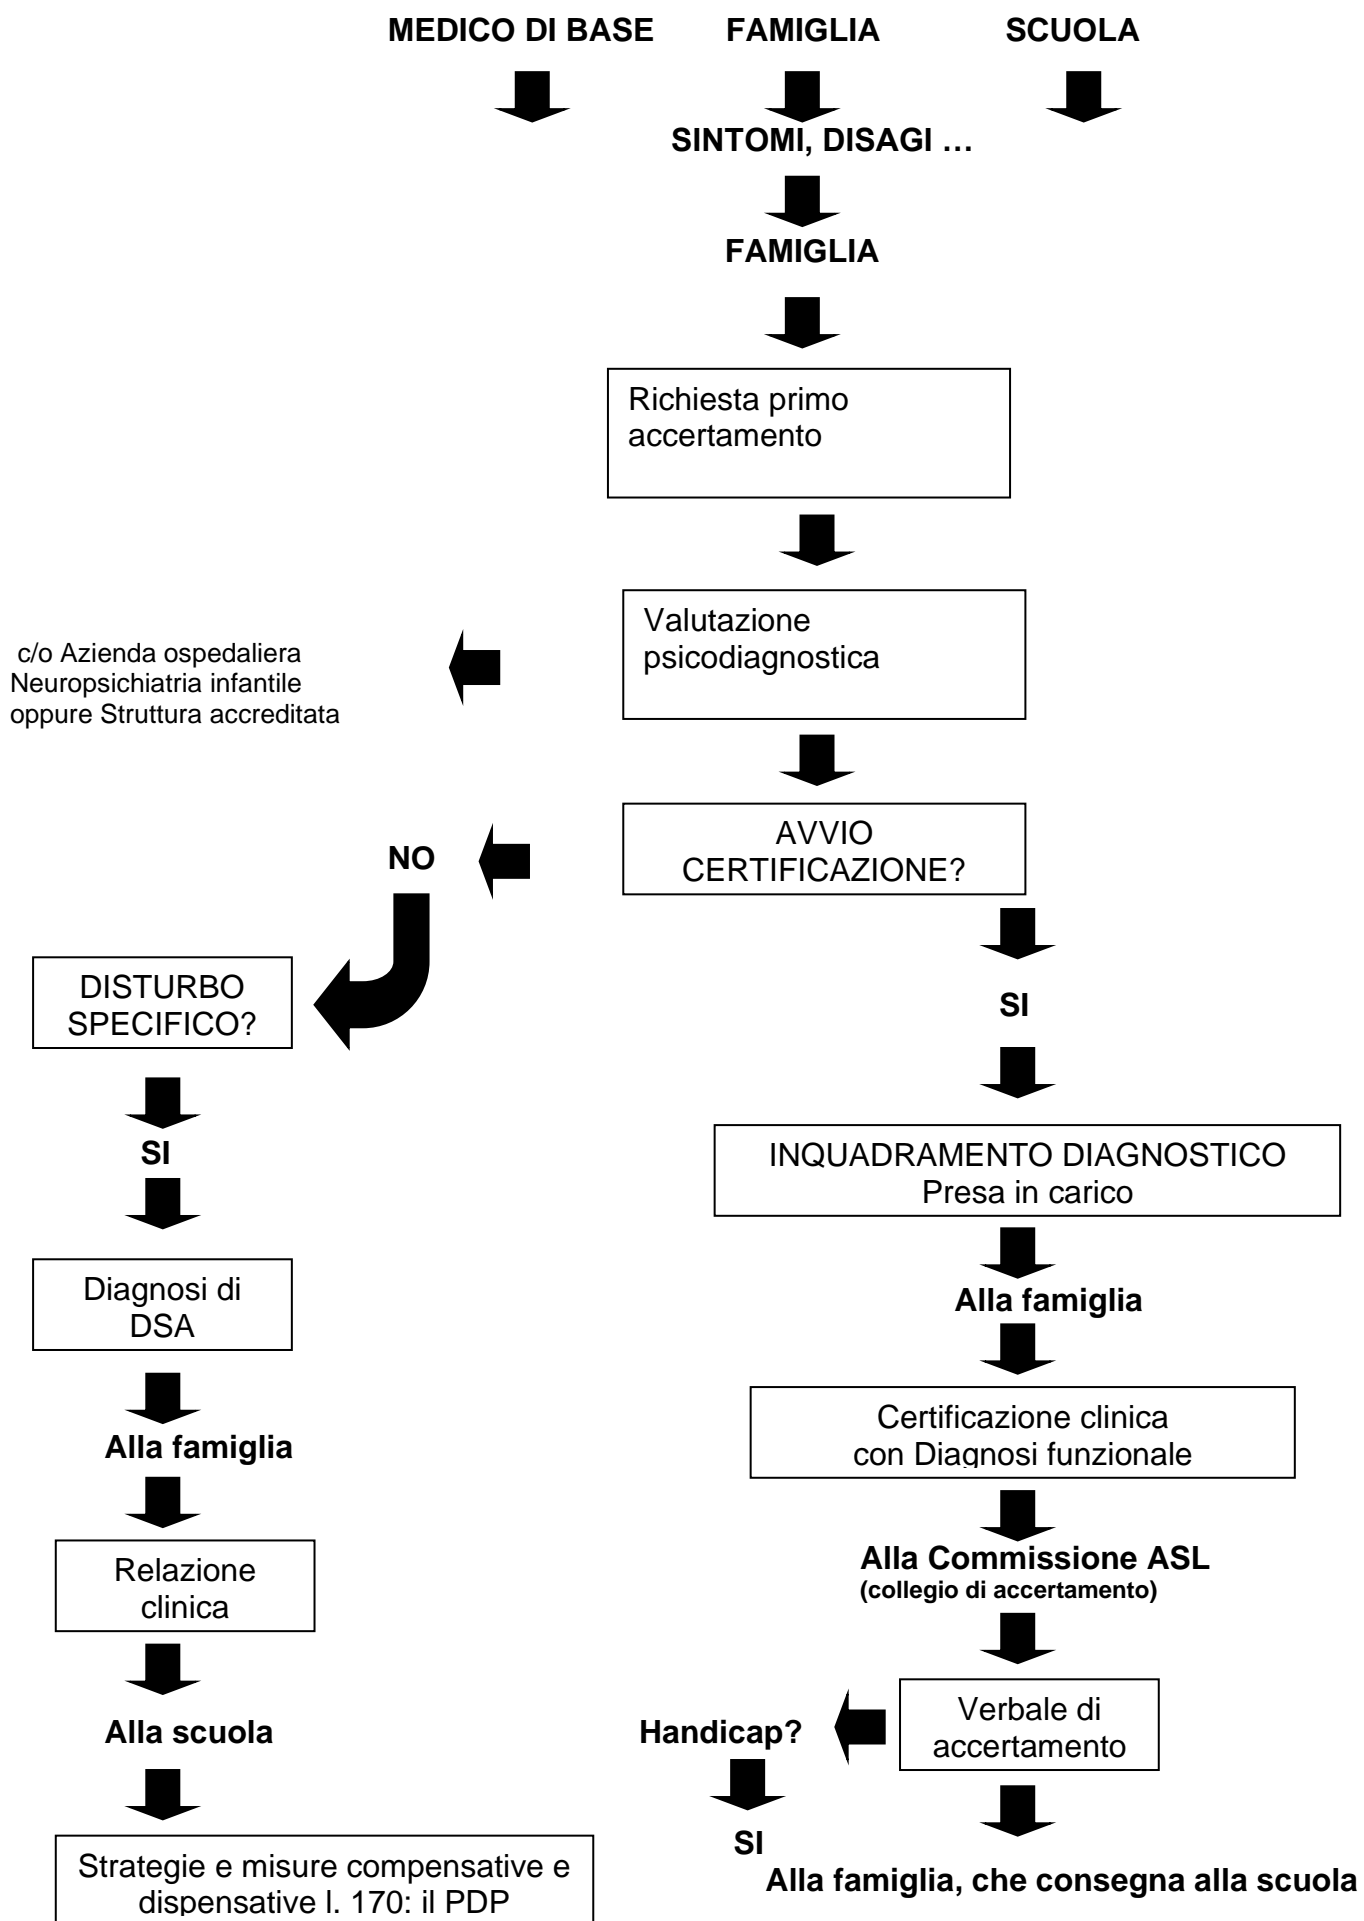 MEDICO DI BASE FAMIGLIA SCUOLA
SINTOMI, DISAGI …
FAMIGLIA
Richiesta primo
accertamento
Valutazione
psicodiagnostica
c/o Azienda ospedaliera
Neuropsichiatria infantile
oppure Struttura accreditata
AVVIO
CERTIFICAZIONE?
NO
DISTURBO
SPECIFICO?
SI
Diagnosi di
DSA
Alla famiglia
Relazione
clinica
Alla scuola
Strategie e misure compensative e
dispensative l. 170: il PDP
SI
INQUADRAMENTO DIAGNOSTICO
Presa in carico
Alla famiglia
Certificazione clinica
con Diagnosi funzionale
Alla Commissione ASL
(collegio di accertamento)
Verbale di
accertamento
Handicap?
SI
Alla famiglia, che consegna alla scuola